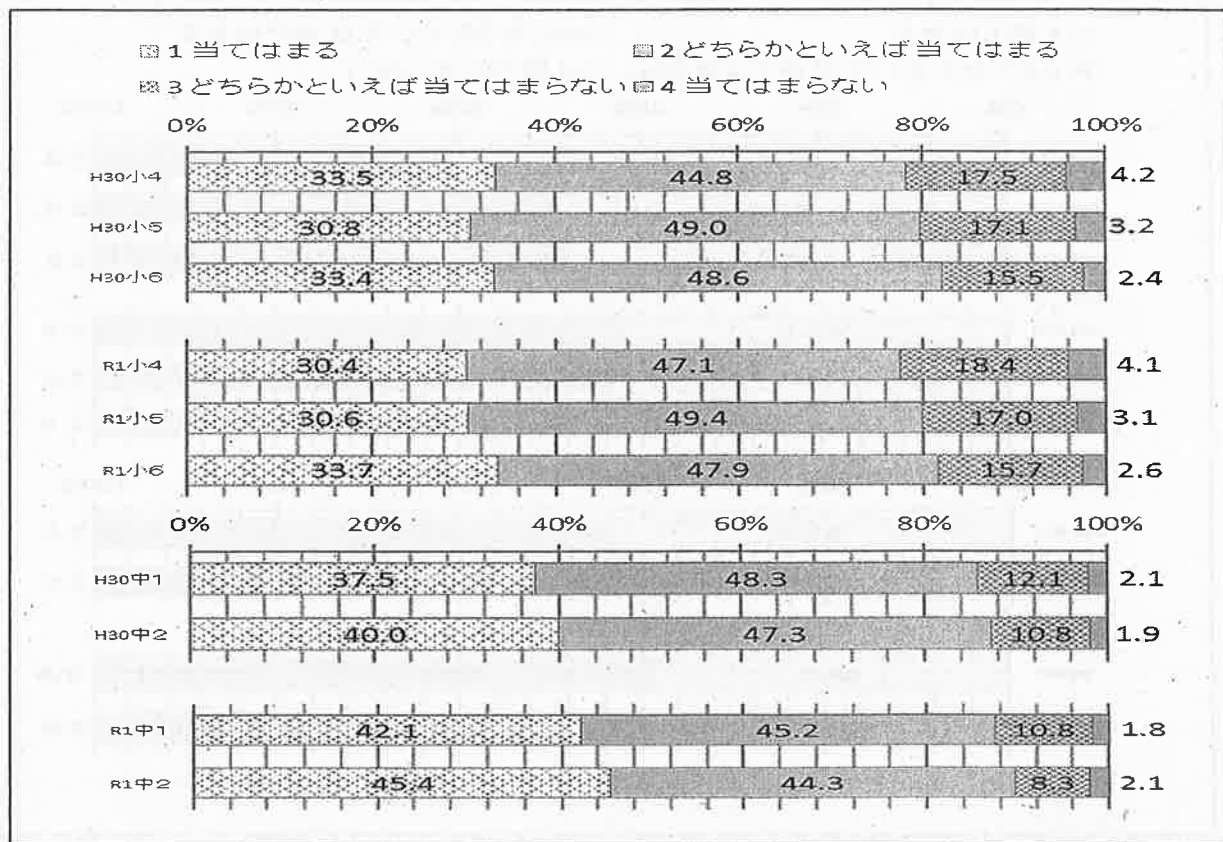 1当てはまる 2どちらかといえば当てはまる
3どちらかといえば当てはまらない 4当てはまらない
0% 20% 40% 60% 80% 100%
H30小4 33.5 44.8 17.5 4.2
H30小5 30.8 49.0 17.1 3.2
H30小6 33.4 48.6 15.5 2.4
R1小4 30.4 47.1 18.4 4.1
R1小5 30.6 49.4 17.0 3.1
R1小6 33.7 47.9 15.7 2.6
0% 20% 40% 60% 80% 100%
H30中1 37.5 48.3 12.1 2.1
H30中2 40.0 47.3 10.8 1.9
R1中1 42.1 45.2 10.8 1.8
R1中2 45.4 44.3 8.3 2.1